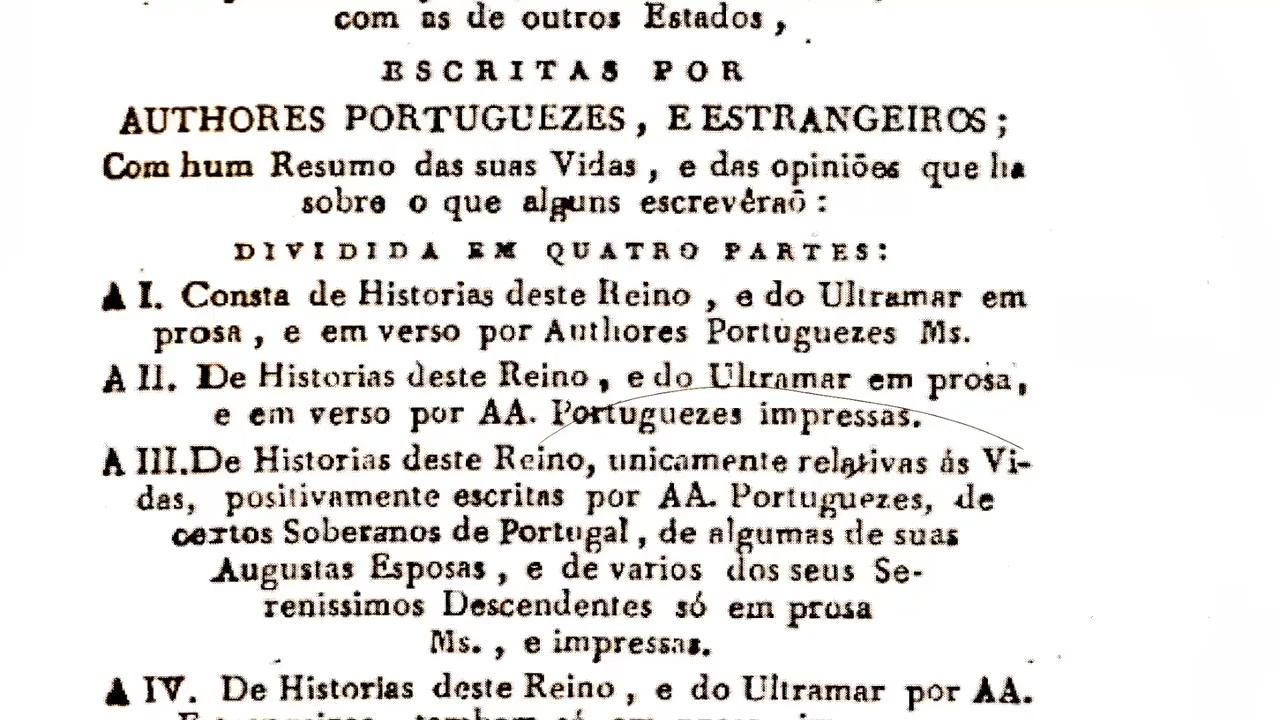 com as de outros Estados ,
ESCRITAS POR
AUTHORES PORTUGUEZES , E ESTRANGEIROS ;
Com hum Resumo das suas Vidas , e das opiniões que ha
sobre o que alguns escrevêraõ :
DIVIDIDA EM QUATRO PARTES :
A I. Consta de Historias deste Reino , e do Ultramar em
prosa , e em verso por Authores Portuguezes Ms.
A II. De Historias deste Reino , e do Ultramar em prosa ,
e em verso por AA. Portuguezes impressas.
A III.De Historias deste Reino, unicamente relativas ás Vi-
das, positivamente escritas por AA. Portuguezes, de
certos Soberanos de Portugal , de algumas de suas
Augustas Esposas , e de varios dos seus Se-
renissimos Descendentes só em prosa
Ms. , e impressas.
A IV. De Historias deste Reino , e do Ultramar por AA.